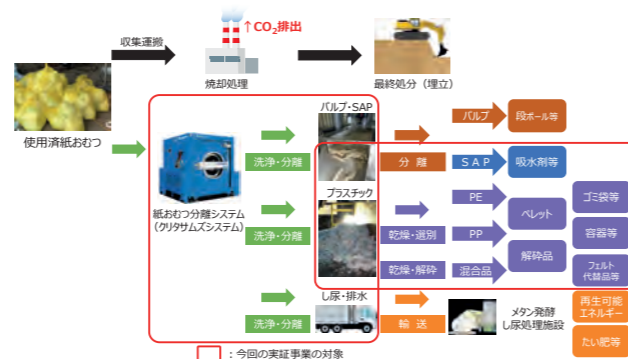 収集運搬
↑CO₂排出
焼却処理
最終処分（埋立）
使用済紙おむつ
パルプ・SAP
洗浄・分離
分離
パルプ
段ボール等
SAP
吸水剤等
紙おむつ分離システム
（クリタサムズシステム）
プラスチック
洗浄・分離
乾燥・選別
PE
PP
ペレット
ゴミ袋等
容器等
乾燥・解砕
混合品
解砕品
フェルト
代替品等
し尿・排水
洗浄・分離
輸送
メタン発酵
し尿処理施設
再生可能
エネルギー
たい肥等
：今回の実証事業の対象